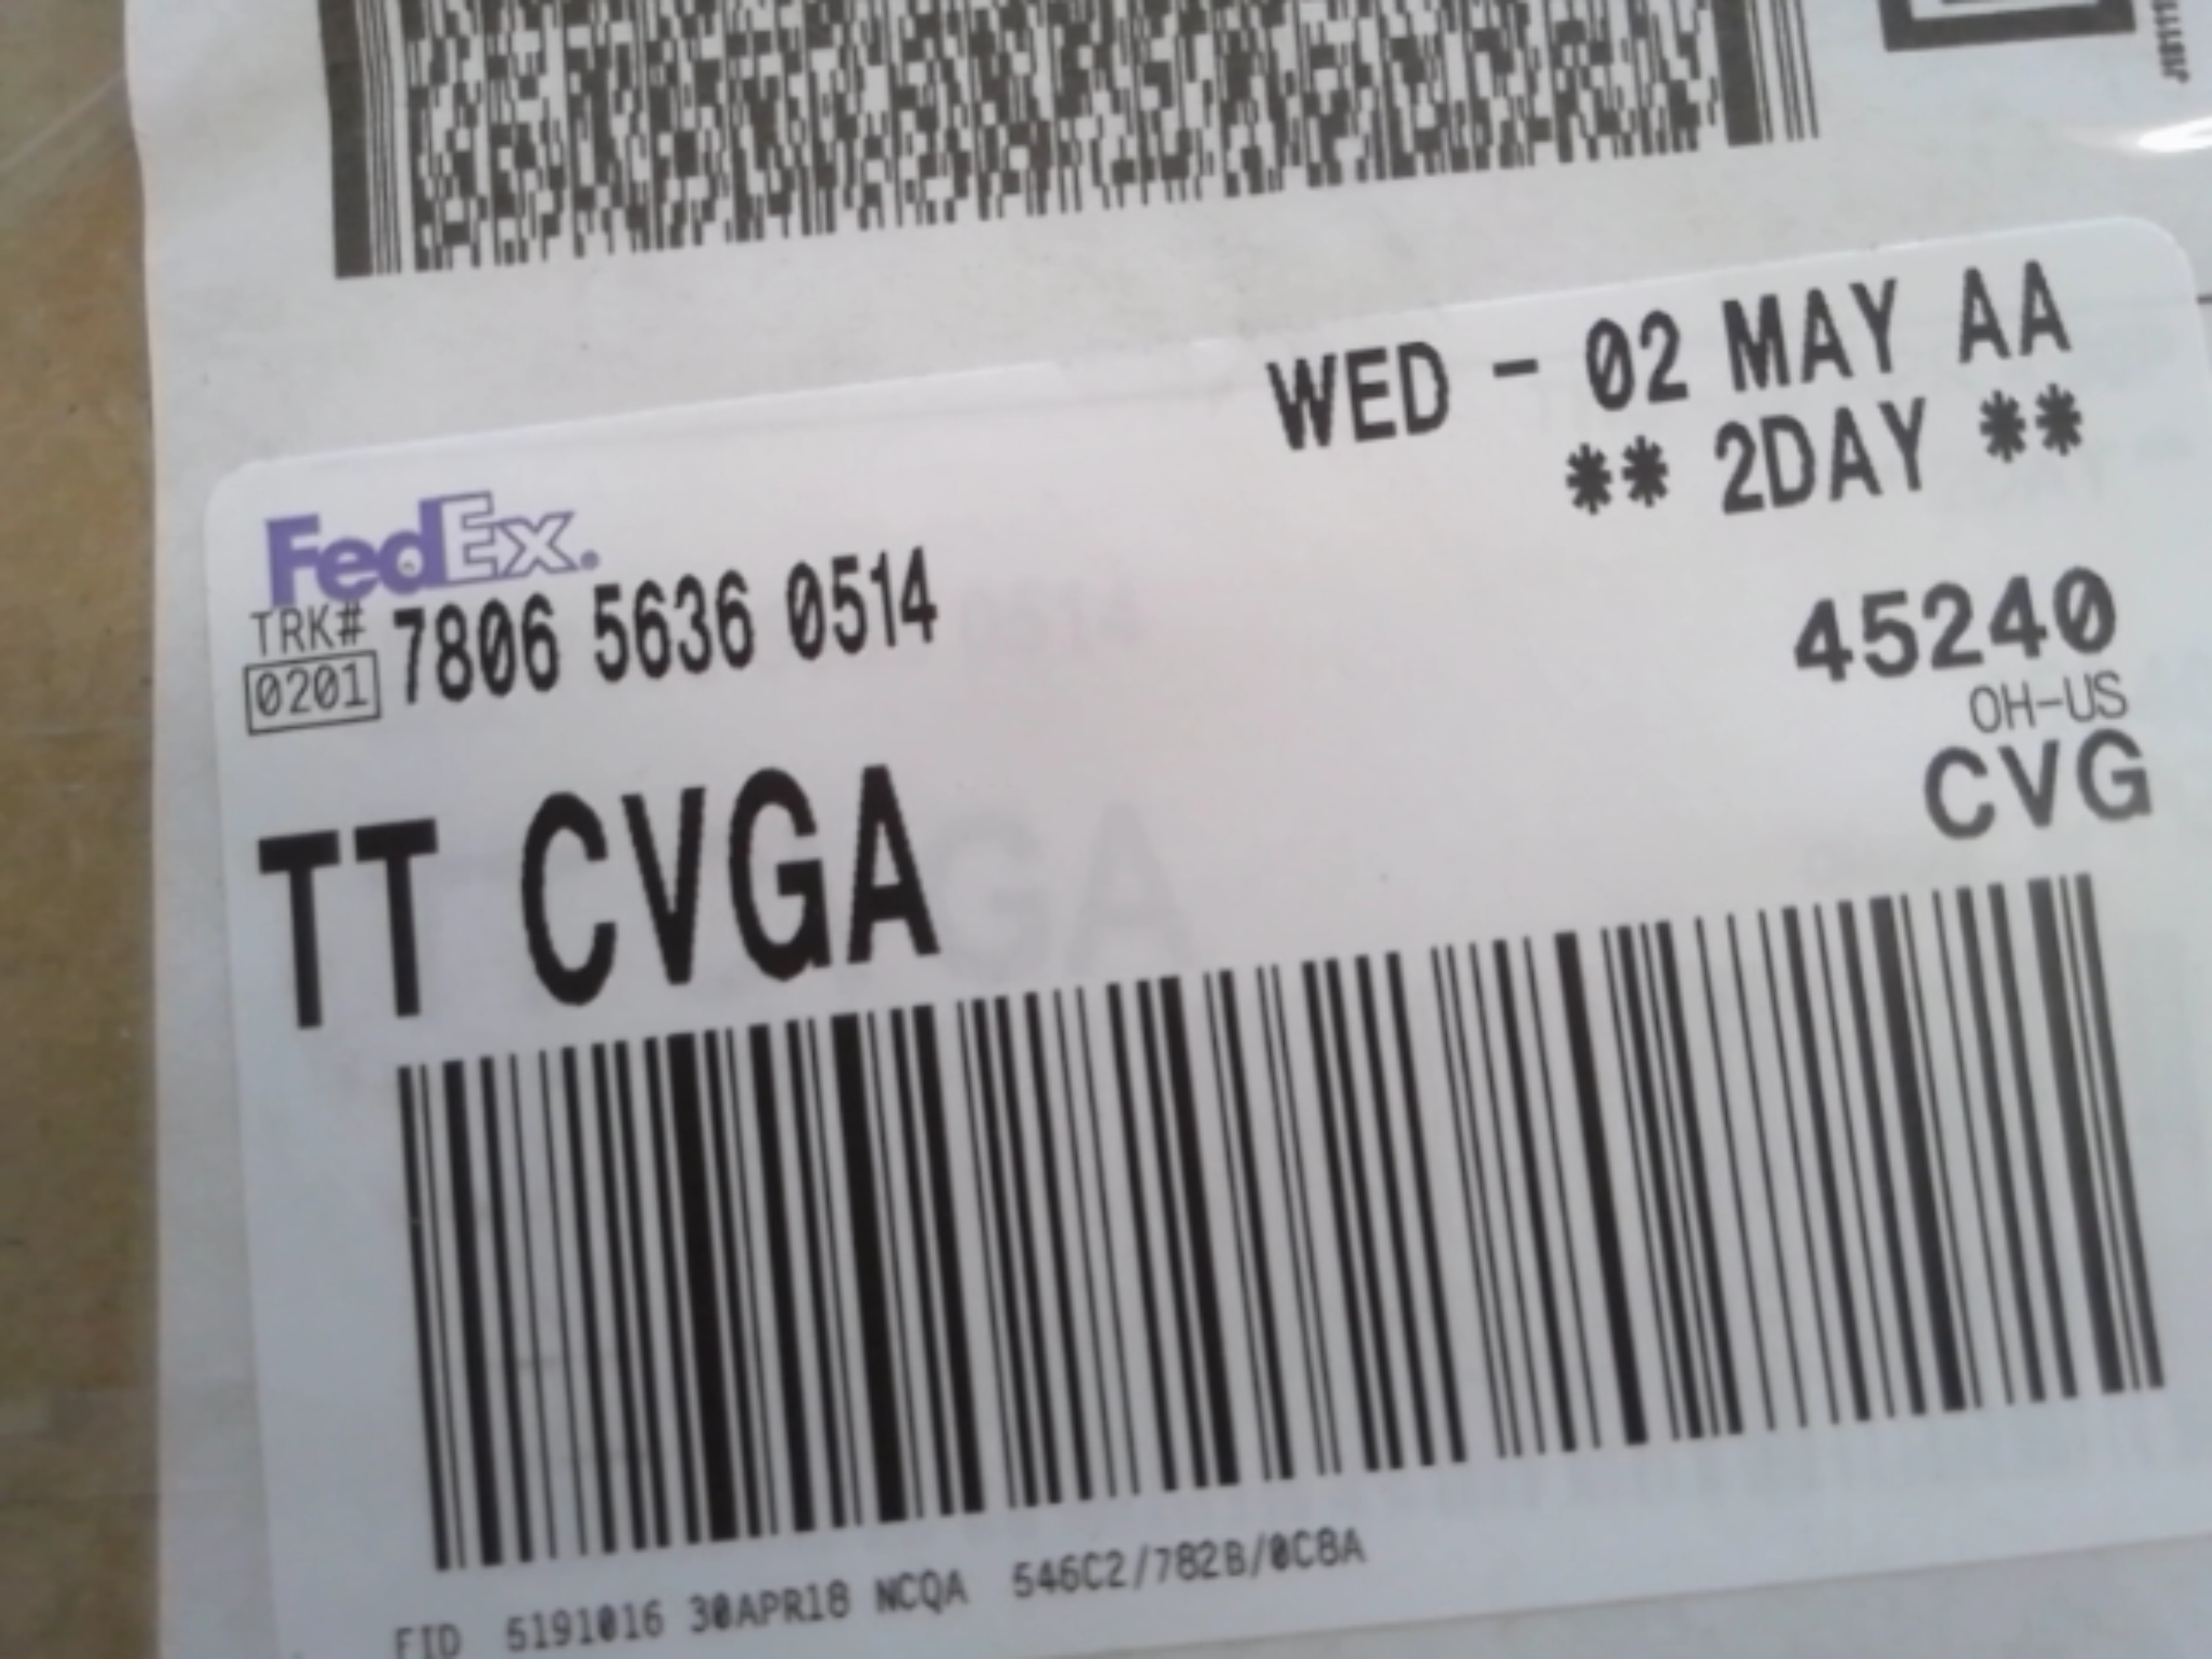 WED - 02 MAY AA
** 2DAY **
FedEx.
TRK# 7806 5636 0514
0201
45240
OH-US
CVG
TT CVGA
FID 5191016 30APR18 NCQA 546C2/782B/0C8A